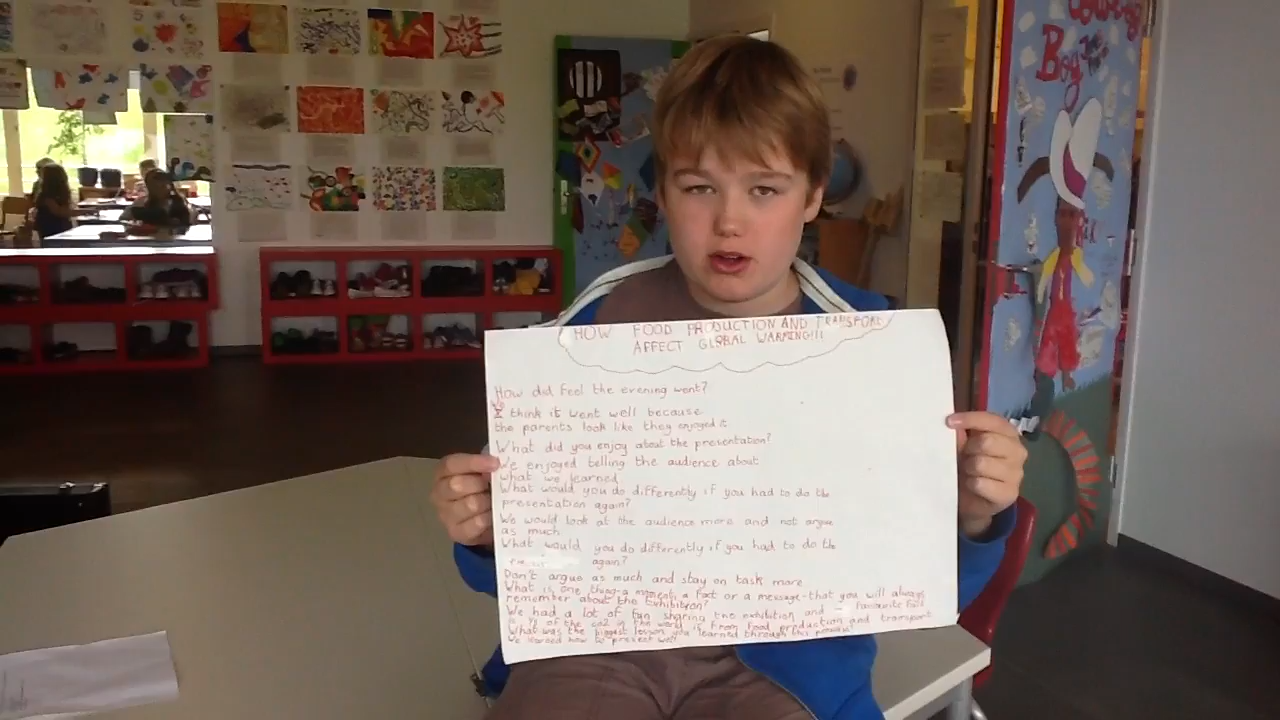 HOW FOOD PRODUCTION AND TRANSPORT
AFFECT GLOBAL WARMING!!!
How did feel the evening went?
We
I think it went well because
the parents look like they enjoyed it
What did you enjoy about the presentation?
We enjoyed telling the audience about
what we learned
What would you do differently if you had to do the
presentation again?
We would look at the audience more and not argue
as much
What would you do differently if you had to do the
again?
Don't argue as much and stay on task more
What is one thing-a moment, a fact or a message-that you will always
remember about the Exhibition?
We had a lot of fun sharing the exhibition and Favourite Fact
of the co2 in the world is from food production and transport
What was the biggest lesson you learned through this
We learned how to present well
Boy